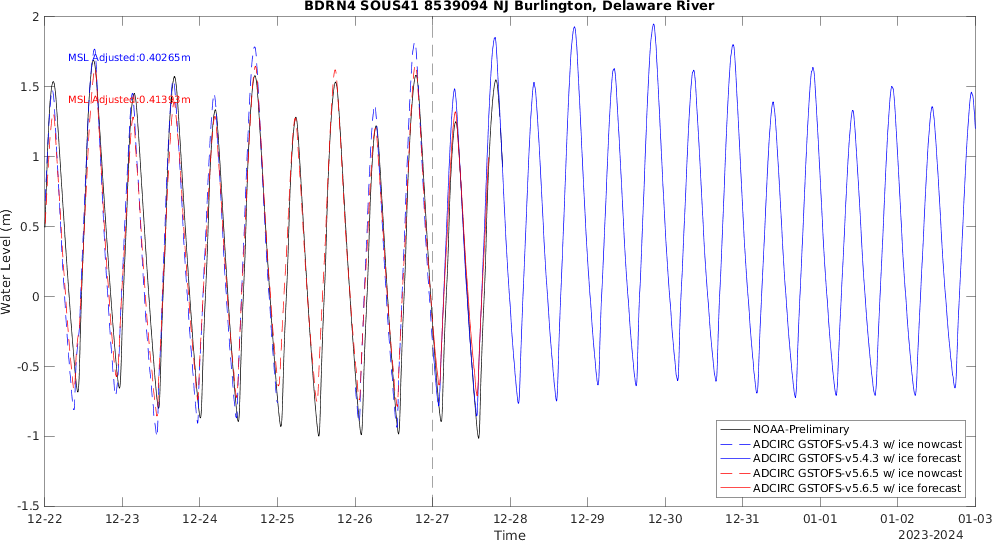 BDRN4 SOUS41 8539094 NJ Burlington, Delaware River
2
1.5
1
0.5
0
-0.5
-1
-1.5
Water Level (m)
MSL Adjusted:0.40265m
MSL Adjusted:0.41393m
NOAA-Preliminary
ADCIRC GSTOFS-v5.4.3 w/ ice nowcast
ADCIRC GSTOFS-v5.4.3 w/ ice forecast
ADCIRC GSTOFS-v5.6.5 w/ ice nowcast
ADCIRC GSTOFS-v5.6.5 w/ ice forecast
12-22 12-23 12-24 12-25 12-26 12-27 12-28 12-29 12-30 12-31 01-01 01-02 01-03
Time
2023-2024